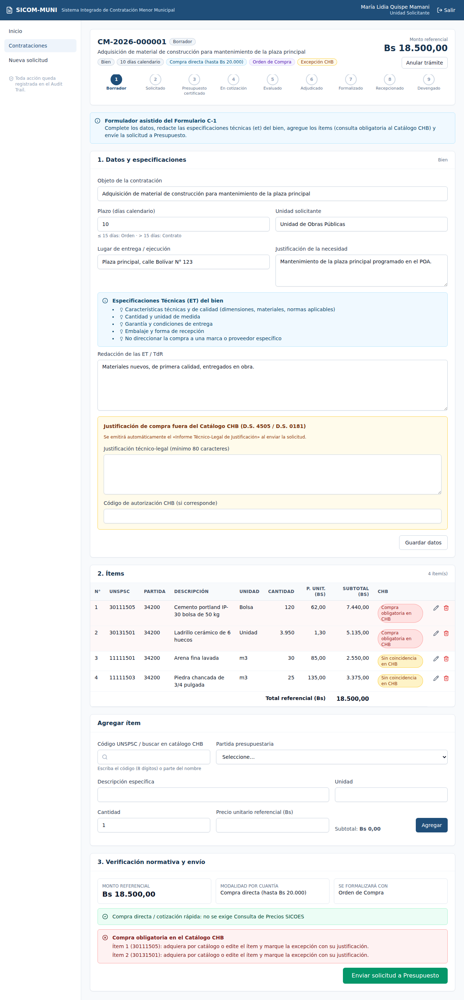 SICOM-MUNI Sistema Integrado de Contratación Menor Municipal
María Lidia Quispe Mamani
Unidad Solicitante
Salir
Inicio
Contrataciones
Nueva solicitud
Toda acción queda
registrada en el Audit
Trail.
CM-2026-000001 Borrador
Adquisición de material de construcción para mantenimiento de la plaza principal
Bien 10 días calendario Compra directa (hasta Bs 20.000) Orden de Compra Excepción CHB
Monto referencial
Bs 18.500,00
Anular trámite
1 2 3 4 5 6 7 8 9
Borrador Solicitado Presupuesto En cotización Evaluado Adjudicado Formalizado Recepcionado Devengado
certificado
Formulador asistido del Formulario C-1
Complete los datos, redacte las especificaciones técnicas (et) del bien, agregue los ítems (consulta obligatoria al Catálogo CHB) y
envíe la solicitud a Presupuesto.
1. Datos y especificaciones Bien
Objeto de la contratación
Adquisición de material de construcción para mantenimiento de la plaza principal
Plazo (días calendario) Unidad solicitante
10 Unidad de Obras Públicas
≤ 15 días: Orden · > 15 días: Contrato
Lugar de entrega / ejecución Justificación de la necesidad
Plaza principal, calle Bolívar N° 123 Mantenimiento de la plaza principal programado en el POA.
Especificaciones Técnicas (ET) del bien
• Características técnicas y de calidad (dimensiones, materiales, normas aplicables)
• Cantidad y unidad de medida
• Garantía y condiciones de entrega
• Embalaje y forma de recepción
• No direccionar la compra a una marca o proveedor específico
Redacción de las ET / TdR
Materiales nuevos, de primera calidad, entregados en obra.
Justificación de compra fuera del Catálogo CHB (D.S. 4505 / D.S. 0181)
Se emitirá automáticamente el «Informe Técnico-Legal de Justificación» al enviar la solicitud.
Justificación técnico-legal (mínimo 80 caracteres)
Código de autorización CHB (si corresponde)
Guardar datos
2. Ítems 4 ítem(s)
N° UNSPSC PARTIDA DESCRIPCIÓN UNIDAD CANTIDAD P. UNIT. (BS) SUBTOTAL (BS) CHB
1 30111505 34200 Cemento portland IP-30 bolsa de 50 kg Bolsa 120 62,00 7.440,00 Compra obligatoria en CHB
2 30131501 34200 Ladrillo cerámico de 6 huecos Unidad 3.950 1,30 5.135,00 Compra obligatoria en CHB
3 11111501 34200 Arena fina lavada m3 30 85,00 2.550,00 Sin coincidencia en CHB
4 11111503 34200 Piedra chancada de 3/4 pulgada m3 25 135,00 3.375,00 Sin coincidencia en CHB
Total referencial (Bs) 18.500,00
Agregar ítem
Código UNSPSC / buscar en catálogo CHB Partida presupuestaria
Seleccione...
Escriba el código (8 dígitos) o parte del nombre
Descripción específica Unidad
Cantidad Precio unitario referencial (Bs)
1 Subtotal: Bs 0,00 Agregar
3. Verificación normativa y envío
MONTO REFERENCIAL MODALIDAD POR CUANTÍA SE FORMALIZARÁ CON
Bs 18.500,00 Compra directa (hasta Bs 20.000) Orden de Compra
Compra directa / cotización rápida: no se exige Consulta de Precios SICOES
Compra obligatoria en el Catálogo CHB
Ítem 1 (30111505): adquiera por catálogo o edite el ítem y marque la excepción con su justificación.
Ítem 2 (30131501): adquiera por catálogo o edite el ítem y marque la excepción con su justificación.
Enviar solicitud a Presupuesto